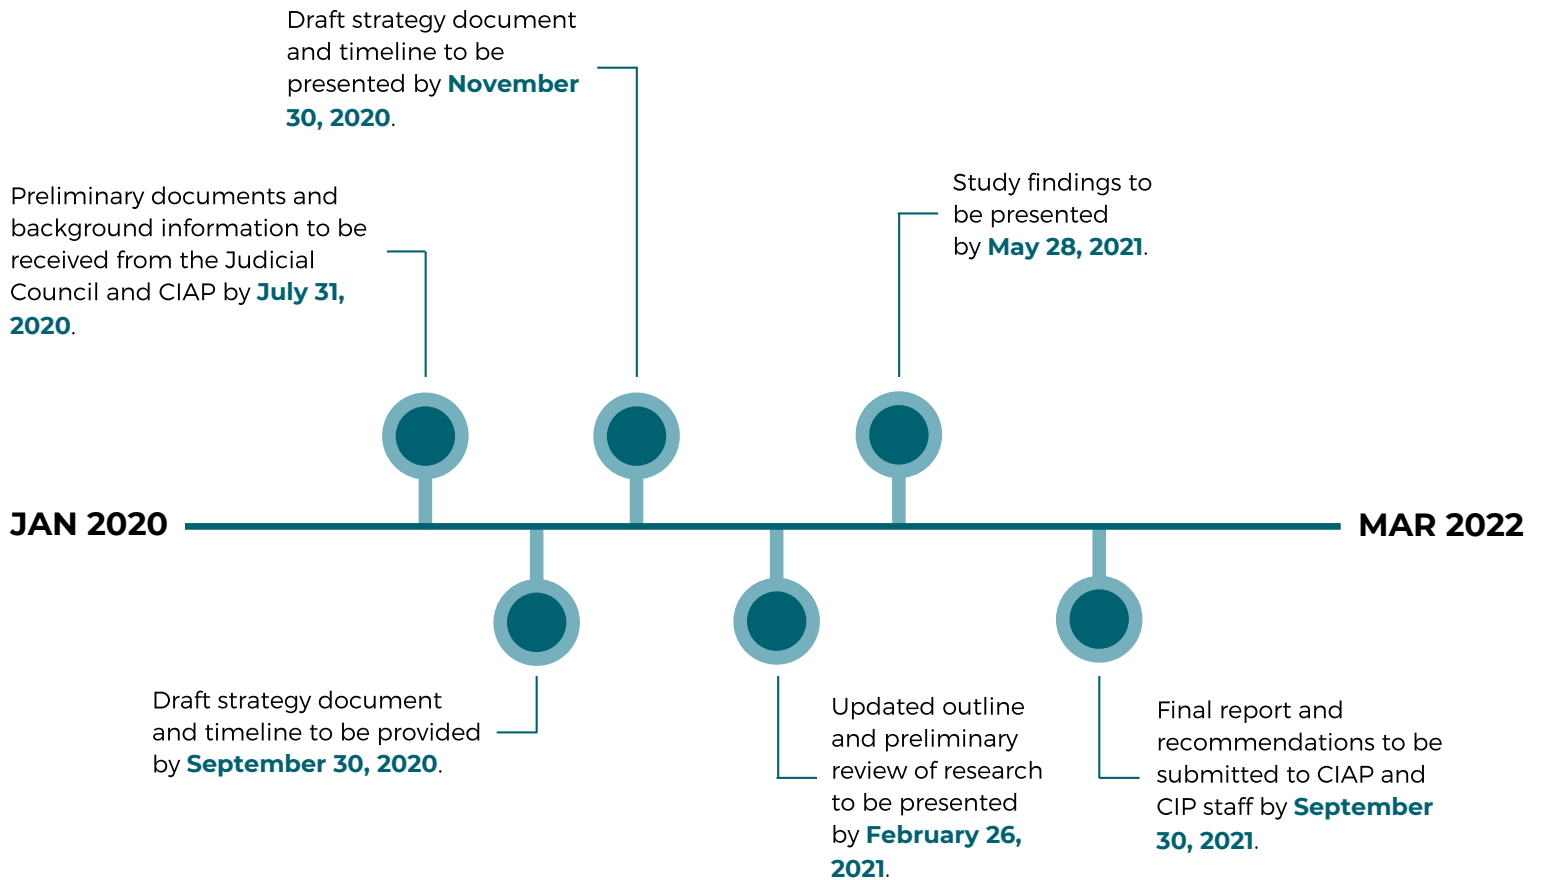 Draft strategy document
and timeline to be
presented by November
30, 2020.
Preliminary documents and
background information to be
received from the Judicial
Council and CIAP by July 31,
2020.
Study findings to
be presented
by May 28, 2021.
JAN 2020
MAR 2022
Draft strategy document
and timeline to be provided
by September 30, 2020.
Updated outline
and preliminary
review of research
to be presented
by February 26,
2021.
Final report and
recommendations to be
submitted to CIAP and
CIP staff by September
30, 2021.